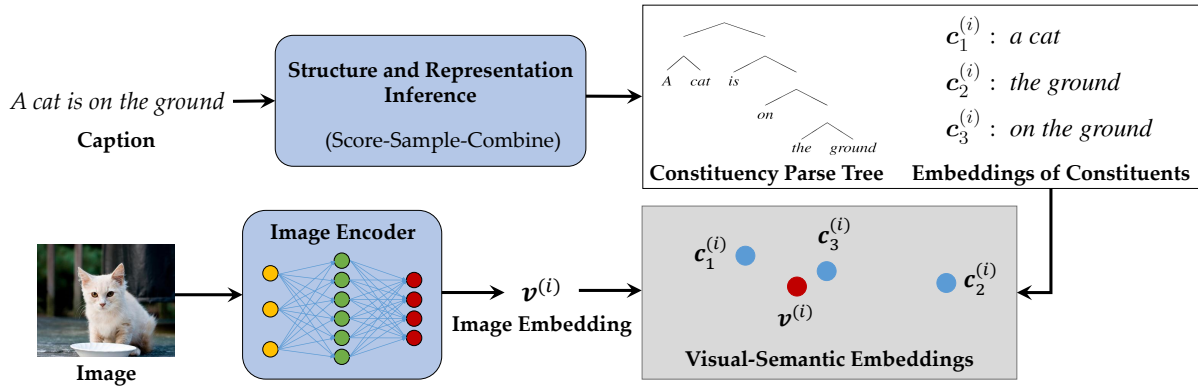 A cat is on the ground
Caption
Structure and Representation
Inference
(Score-Sample-Combine)
A cat is
on
the ground
Constituency Parse Tree
c₁⁽ⁱ⁾ : a cat
c₂⁽ⁱ⁾ : the ground
c₃⁽ⁱ⁾ : on the ground
Embeddings of Constituents
Image
Image Encoder
v⁽ⁱ⁾
Image Embedding
c₁⁽ⁱ⁾
c₃⁽ⁱ⁾
c₂⁽ⁱ⁾
v⁽ⁱ⁾
Visual-Semantic Embeddings